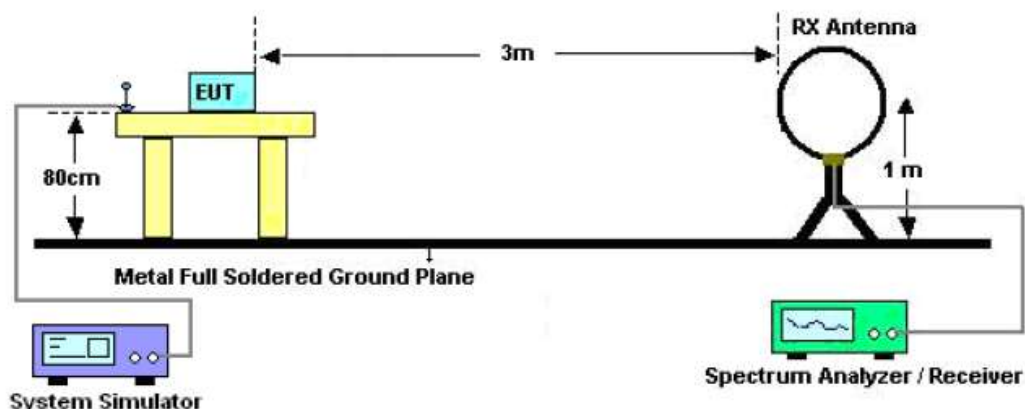 RX Antenna
3m
EUT
80cm
1 m
Metal Full Soldered Ground Plane
System Simulator
Spectrum Analyzer / Receiver